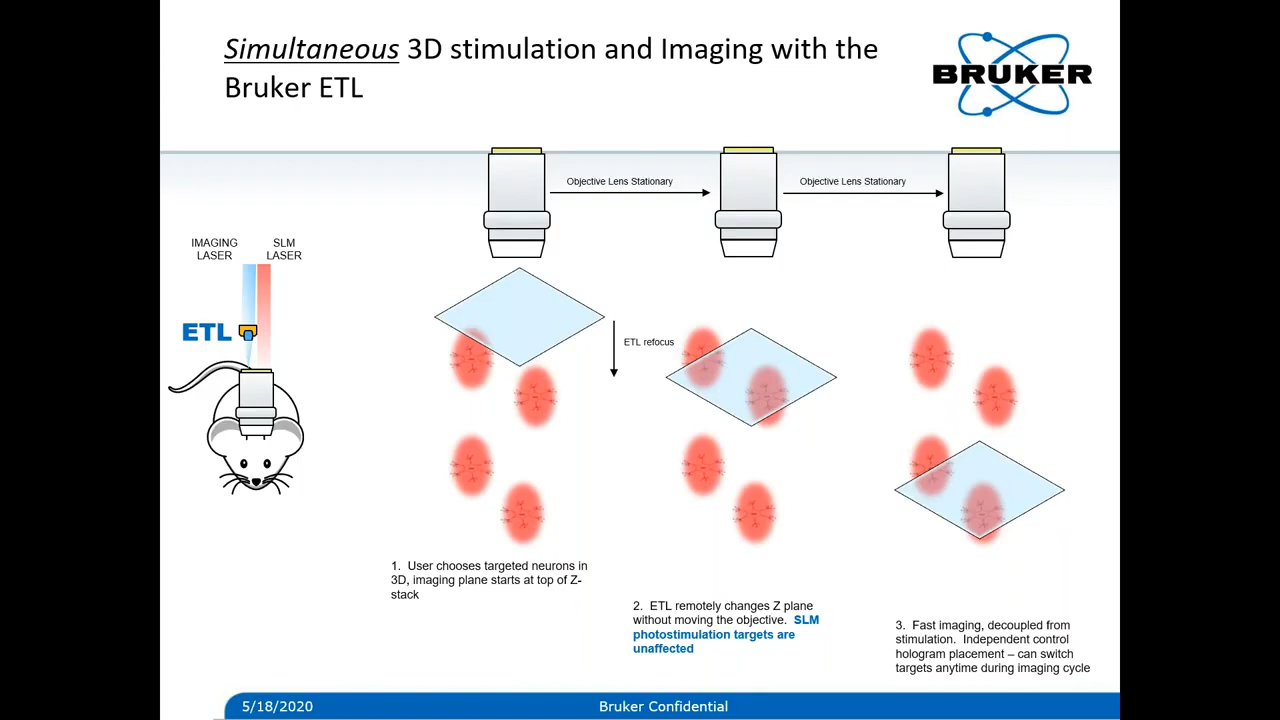 Simultaneous 3D stimulation and Imaging with the
Bruker ETL
BRUKER
Objective Lens Stationary
Objective Lens Stationary
IMAGING
LASER
SLM
LASER
ETL
ETL refocus
1. User chooses targeted neurons in
3D, imaging plane starts at top of Z-
stack
2. ETL remotely changes Z plane
without moving the objective. SLM
photostimulation targets are
unaffected
3. Fast imaging, decoupled from
stimulation. Independent control
hologram placement – can switch
targets anytime during imaging cycle
5/18/2020
Bruker Confidential